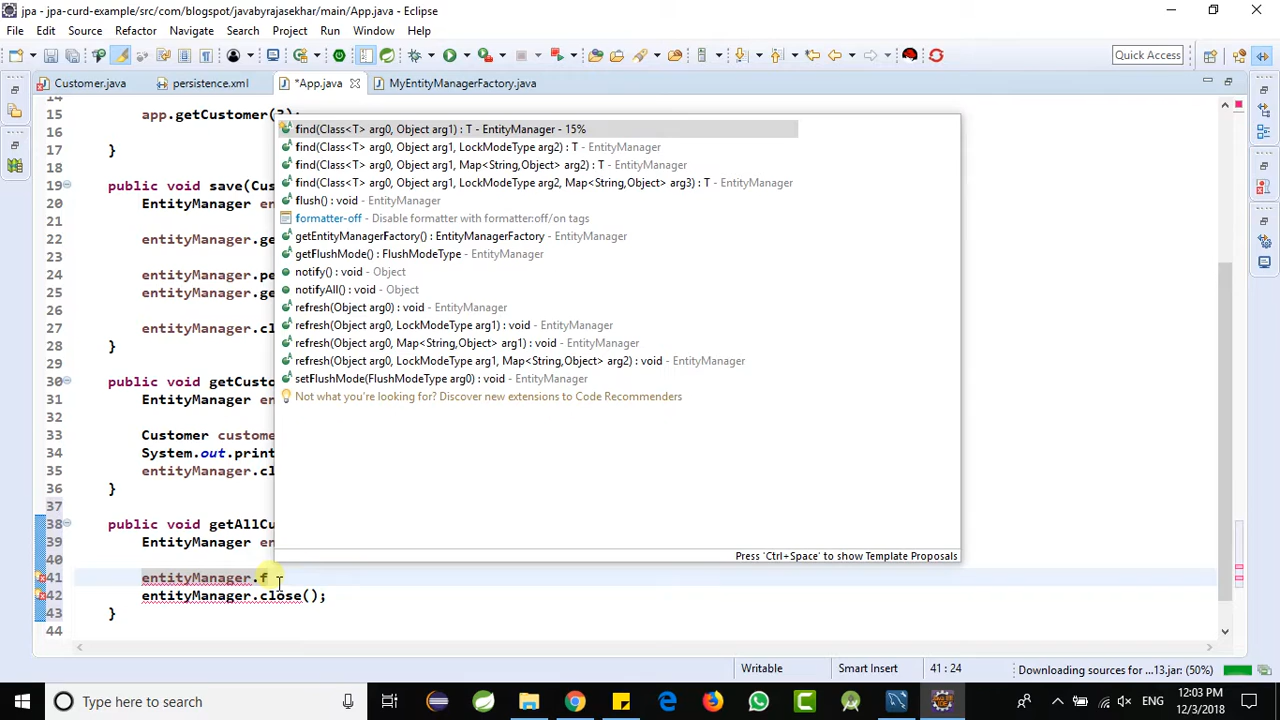 jpa - jpa-curd-example/src/com/blogspot/javabyrajasekhar/main/App.java - Eclipse
File Edit Source Refactor Navigate Search Project Run Window Help
Quick Access
Customer.java persistence.xml *App.java MyEntityManagerFactory.java
14
15 app.getCustomer(3);
16
17 }
18
19 public void save(Cus
20 EntityManager en
21
22 entityManager.ge
23
24 entityManager.pe
25 entityManager.ge
26
27 entityManager.cl
28 }
29
30 public void getCusto
31 EntityManager en
32
33 Customer custome
34 System.out.print
35 entityManager.cl
36 }
37
38 public void getAllCu
39 EntityManager en
40
41 entityManager.f
42 entityManager.close();
43 }
44
find(Class<T> arg0, Object arg1) : T - EntityManager - 15%
find(Class<T> arg0, Object arg1, LockModeType arg2) : T - EntityManager
find(Class<T> arg0, Object arg1, Map<String,Object> arg2) : T - EntityManager
find(Class<T> arg0, Object arg1, LockModeType arg2, Map<String,Object> arg3) : T - EntityManager
flush() : void - EntityManager
formatter-off - Disable formatter with formatter:off/on tags
getEntityManagerFactory() : EntityManagerFactory - EntityManager
getFlushMode() : FlushModeType - EntityManager
notify() : void - Object
notifyAll() : void - Object
refresh(Object arg0) : void - EntityManager
refresh(Object arg0, LockModeType arg1) : void - EntityManager
refresh(Object arg0, Map<String,Object> arg1) : void - EntityManager
refresh(Object arg0, LockModeType arg1, Map<String,Object> arg2) : void - EntityManager
setFlushMode(FlushModeType arg0) : void - EntityManager
Not what you're looking for? Discover new extensions to Code Recommenders
Press 'Ctrl+Space' to show Template Proposals
Writable Smart Insert 41 : 24 Downloading sources for ...13.jar: (50%)
Type here to search
ENG
12:03 PM
12/3/2018